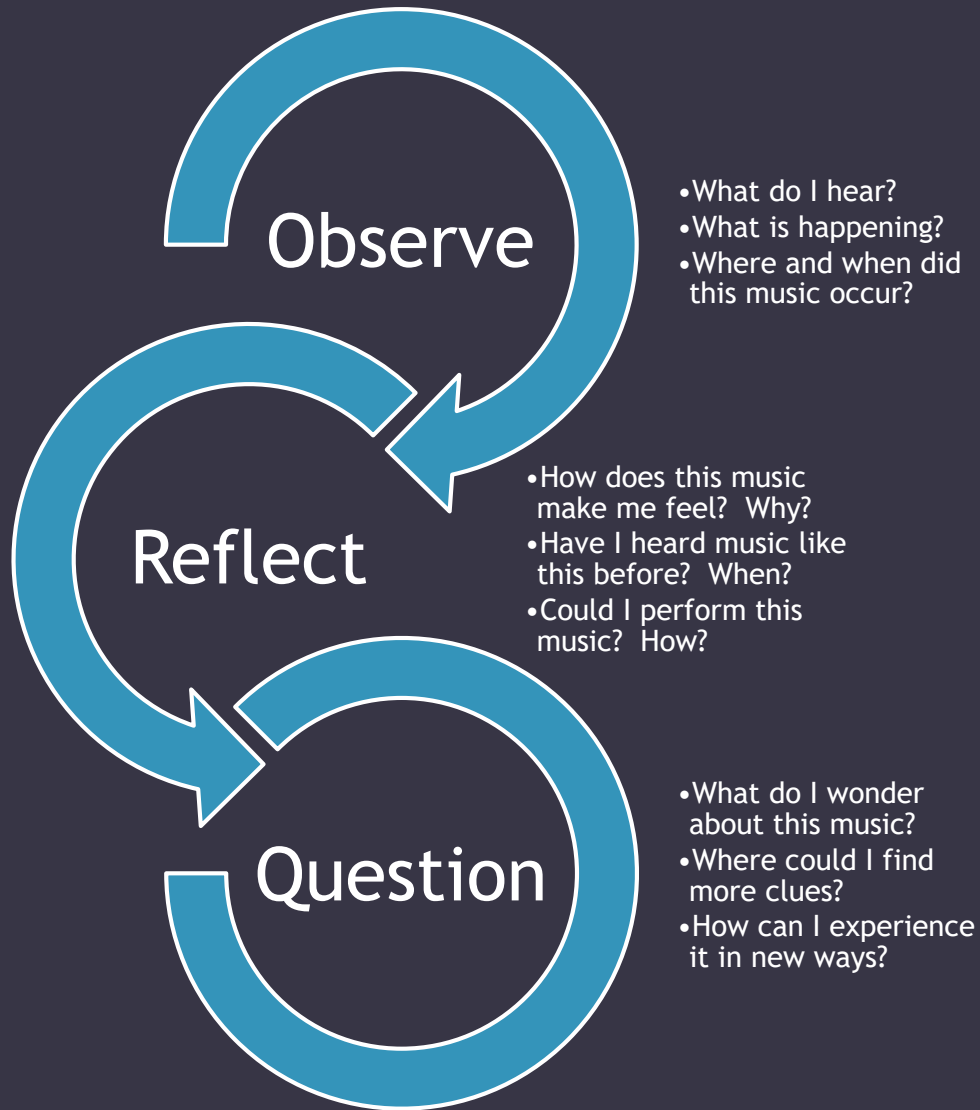 Observe
•What do I hear?
•What is happening?
•Where and when did
this music occur?
Reflect
•How does this music
make me feel?  Why?
•Have I heard music like
this before?  When?
•Could I perform this
music?  How?
Question
•What do I wonder
about this music?
•Where could I find
more clues?
•How can I experience
it in new ways?